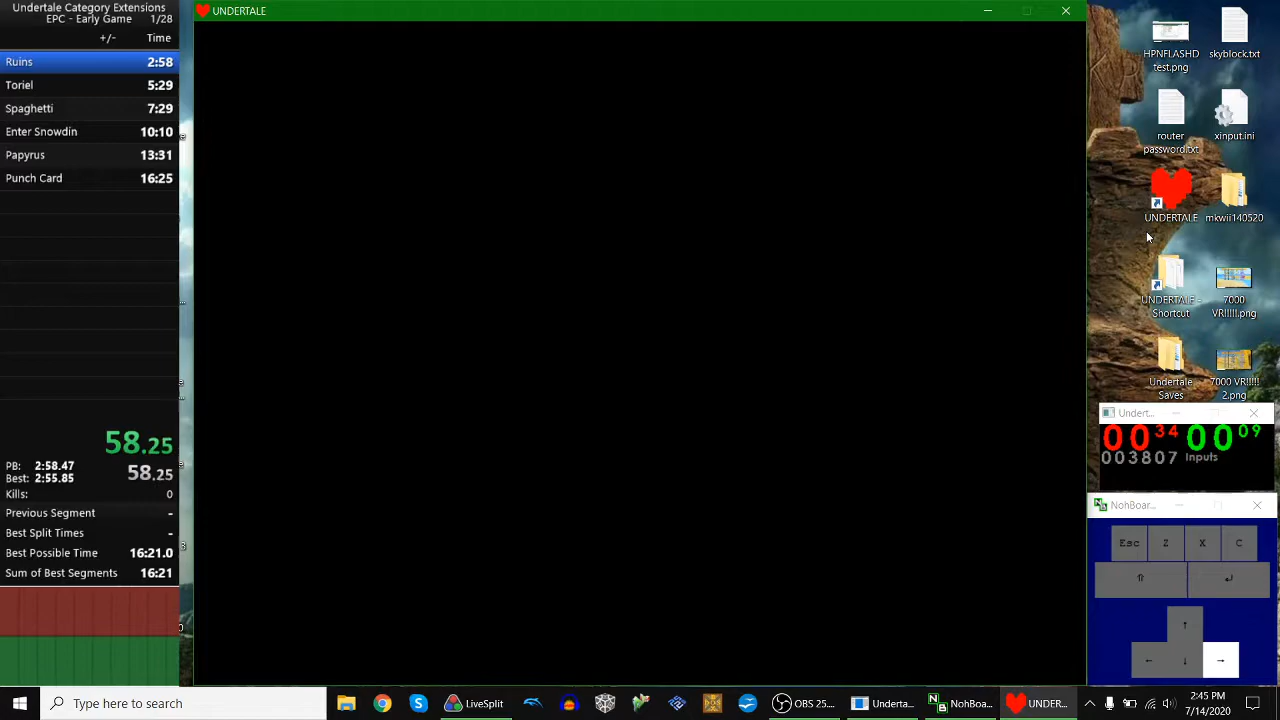 Undertale Category Extensions
EPC - Early Game 1/28
+/- Time
Ruins 2:58
Toriel 5:29
Spaghetti 7:29
Enter Snowdin 10:10
Papyrus 13:31
Punch Card 16:25
58.25
PB: 2:58.47
Best: 2:55.85
58.25
Kills: 0
Previous Segment -
Best Split Times -
Best Possible Time 16:21.0
Sum of Best Segments 16:21
UNDERTALE
HPNFLASHD
test.png
skyblock.txt
router
password.txt
xinput.ini
UNDERTALE
mkwii140520
UNDERTALE -
Shortcut
7000
VR!!!!!.png
Undertale
Saves
7000 VR!!!!!
2.png
Undert...
00 34 00 09
003807 Inputs
NohBoar...
Esc Z X C
⇧ ↵
↑
← ↓ →
Type here to search
LiveSplit
OBS 25....
Underta...
NohBoa...
UNDER...
2:45 PM
7/14/2020